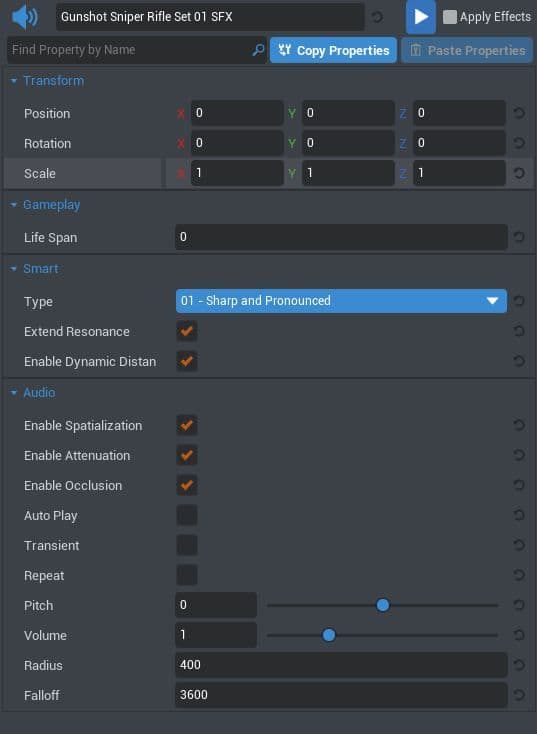 Gunshot Sniper Rifle Set 01 SFX Apply Effects
Find Property by Name Copy Properties Paste Properties
Transform
Position X 0 Y 0 Z 0
Rotation X 0 Y 0 Z 0
Scale X 1 Y 1 Z 1
Gameplay
Life Span 0
Smart
Type 01 - Sharp and Pronounced
Extend Resonance
Enable Dynamic Distan
Audio
Enable Spatialization
Enable Attenuation
Enable Occlusion
Auto Play
Transient
Repeat
Pitch 0
Volume 1
Radius 400
Falloff 3600